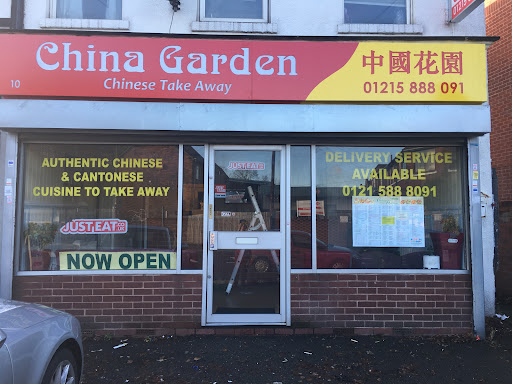 China Garden
Chinese Take Away
10
中國花園
01215 888 091
AUTHENTIC CHINESE
& CANTONESE
CUISINE TO TAKE AWAY
JUST EAT
NOW OPEN
JUST EAT
DELIVERY SERVICE
AVAILABLE
0121 588 8091